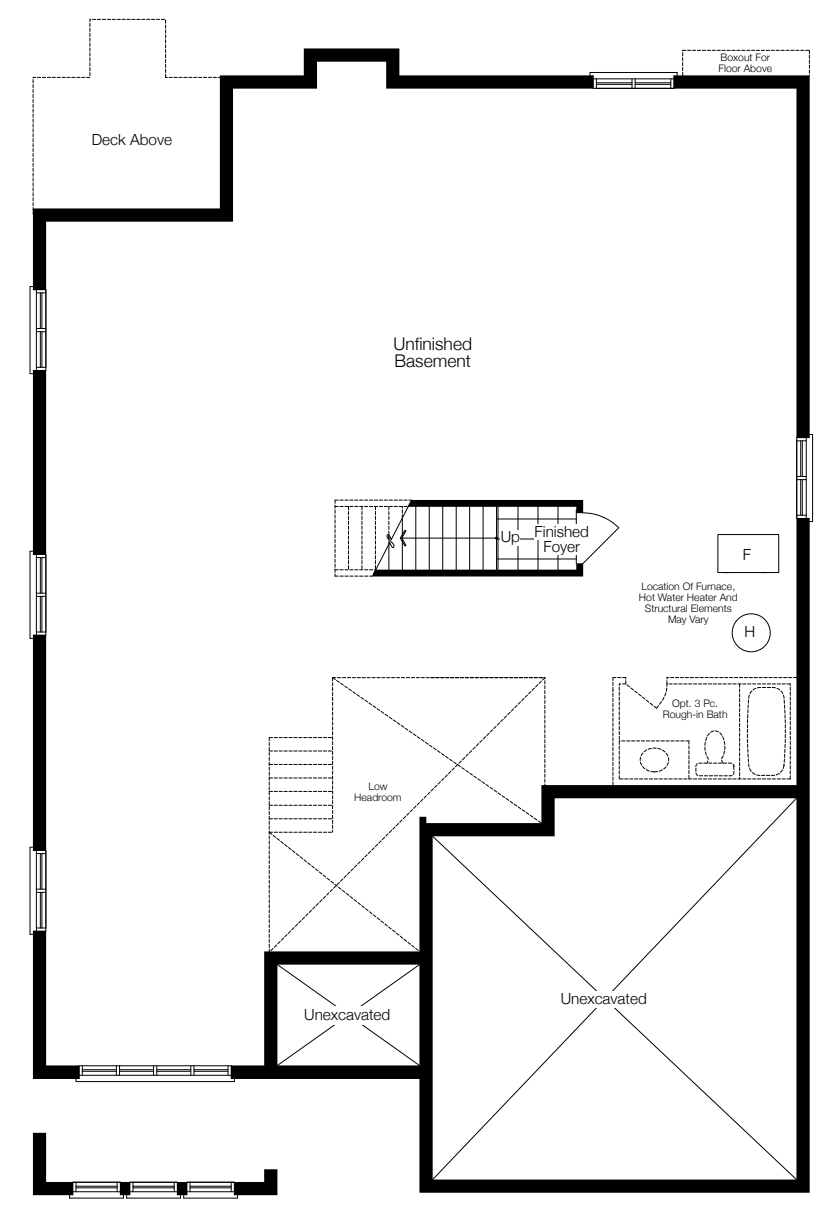 Boxout For
Floor Above
Deck Above
Unfinished
Basement
Up
Finished
Foyer
F
Location Of Furnace,
Hot Water Heater And
Structural Elements
May Vary
H
Opt. 3 Pc.
Rough-in Bath
Low
Headroom
Unexcavated
Unexcavated